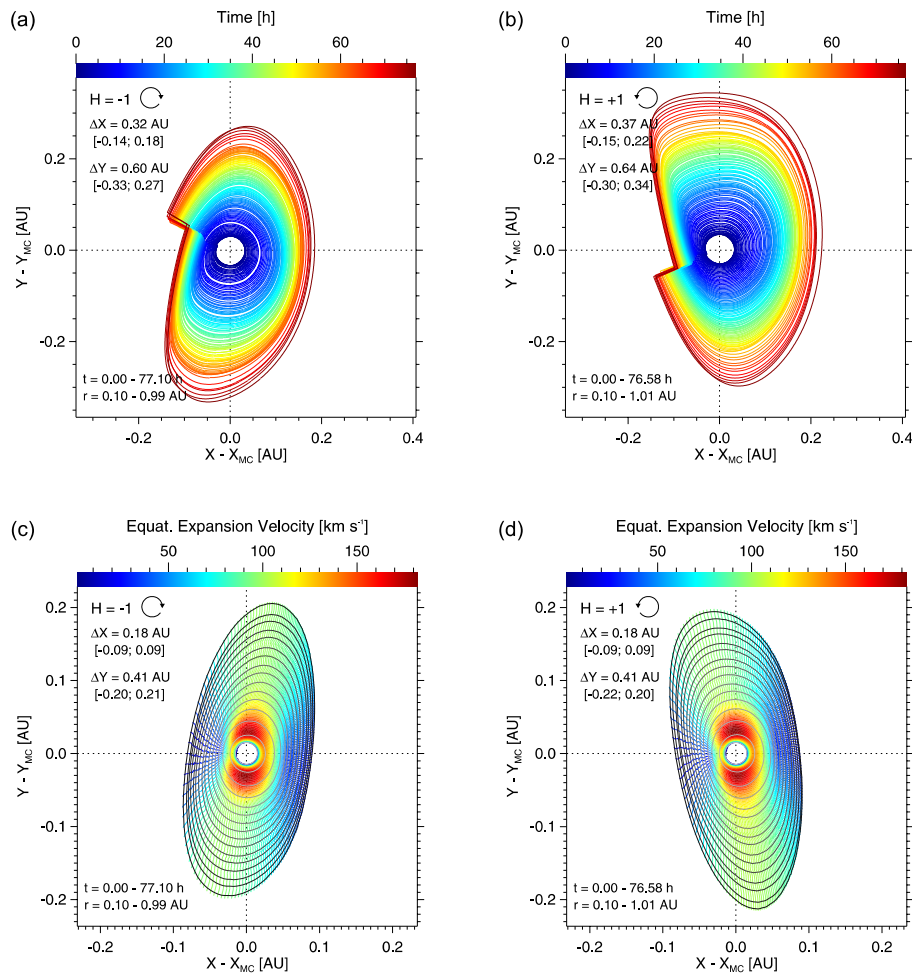 (a)
Time [h]
0 20 40 60
H = -1
ΔX = 0.32 AU
[-0.14; 0.18]
ΔY = 0.60 AU
[-0.33; 0.27]
t = 0.00 - 77.10 h
r = 0.10 - 0.99 AU
0.2
0.0
-0.2
Y - Y_MC [AU]
-0.2 0.0 0.2 0.4
X - X_MC [AU]
(b)
Time [h]
0 20 40 60
H = +1
ΔX = 0.37 AU
[-0.15; 0.22]
ΔY = 0.64 AU
[-0.30; 0.34]
t = 0.00 - 76.58 h
r = 0.10 - 1.01 AU
0.2
0.0
-0.2
Y - Y_MC [AU]
-0.2 0.0 0.2 0.4
X - X_MC [AU]
(c)
Equat. Expansion Velocity [km s⁻¹]
50 100 150
H = -1
ΔX = 0.18 AU
[-0.09; 0.09]
ΔY = 0.41 AU
[-0.20; 0.21]
t = 0.00 - 77.10 h
r = 0.10 - 0.99 AU
0.2
0.1
0.0
-0.1
-0.2
Y - Y_MC [AU]
-0.2 -0.1 0.0 0.1 0.2
X - X_MC [AU]
(d)
Equat. Expansion Velocity [km s⁻¹]
50 100 150
H = +1
ΔX = 0.18 AU
[-0.09; 0.09]
ΔY = 0.41 AU
[-0.22; 0.20]
t = 0.00 - 76.58 h
r = 0.10 - 1.01 AU
0.2
0.1
0.0
-0.1
-0.2
Y - Y_MC [AU]
-0.2 -0.1 0.0 0.1 0.2
X - X_MC [AU]